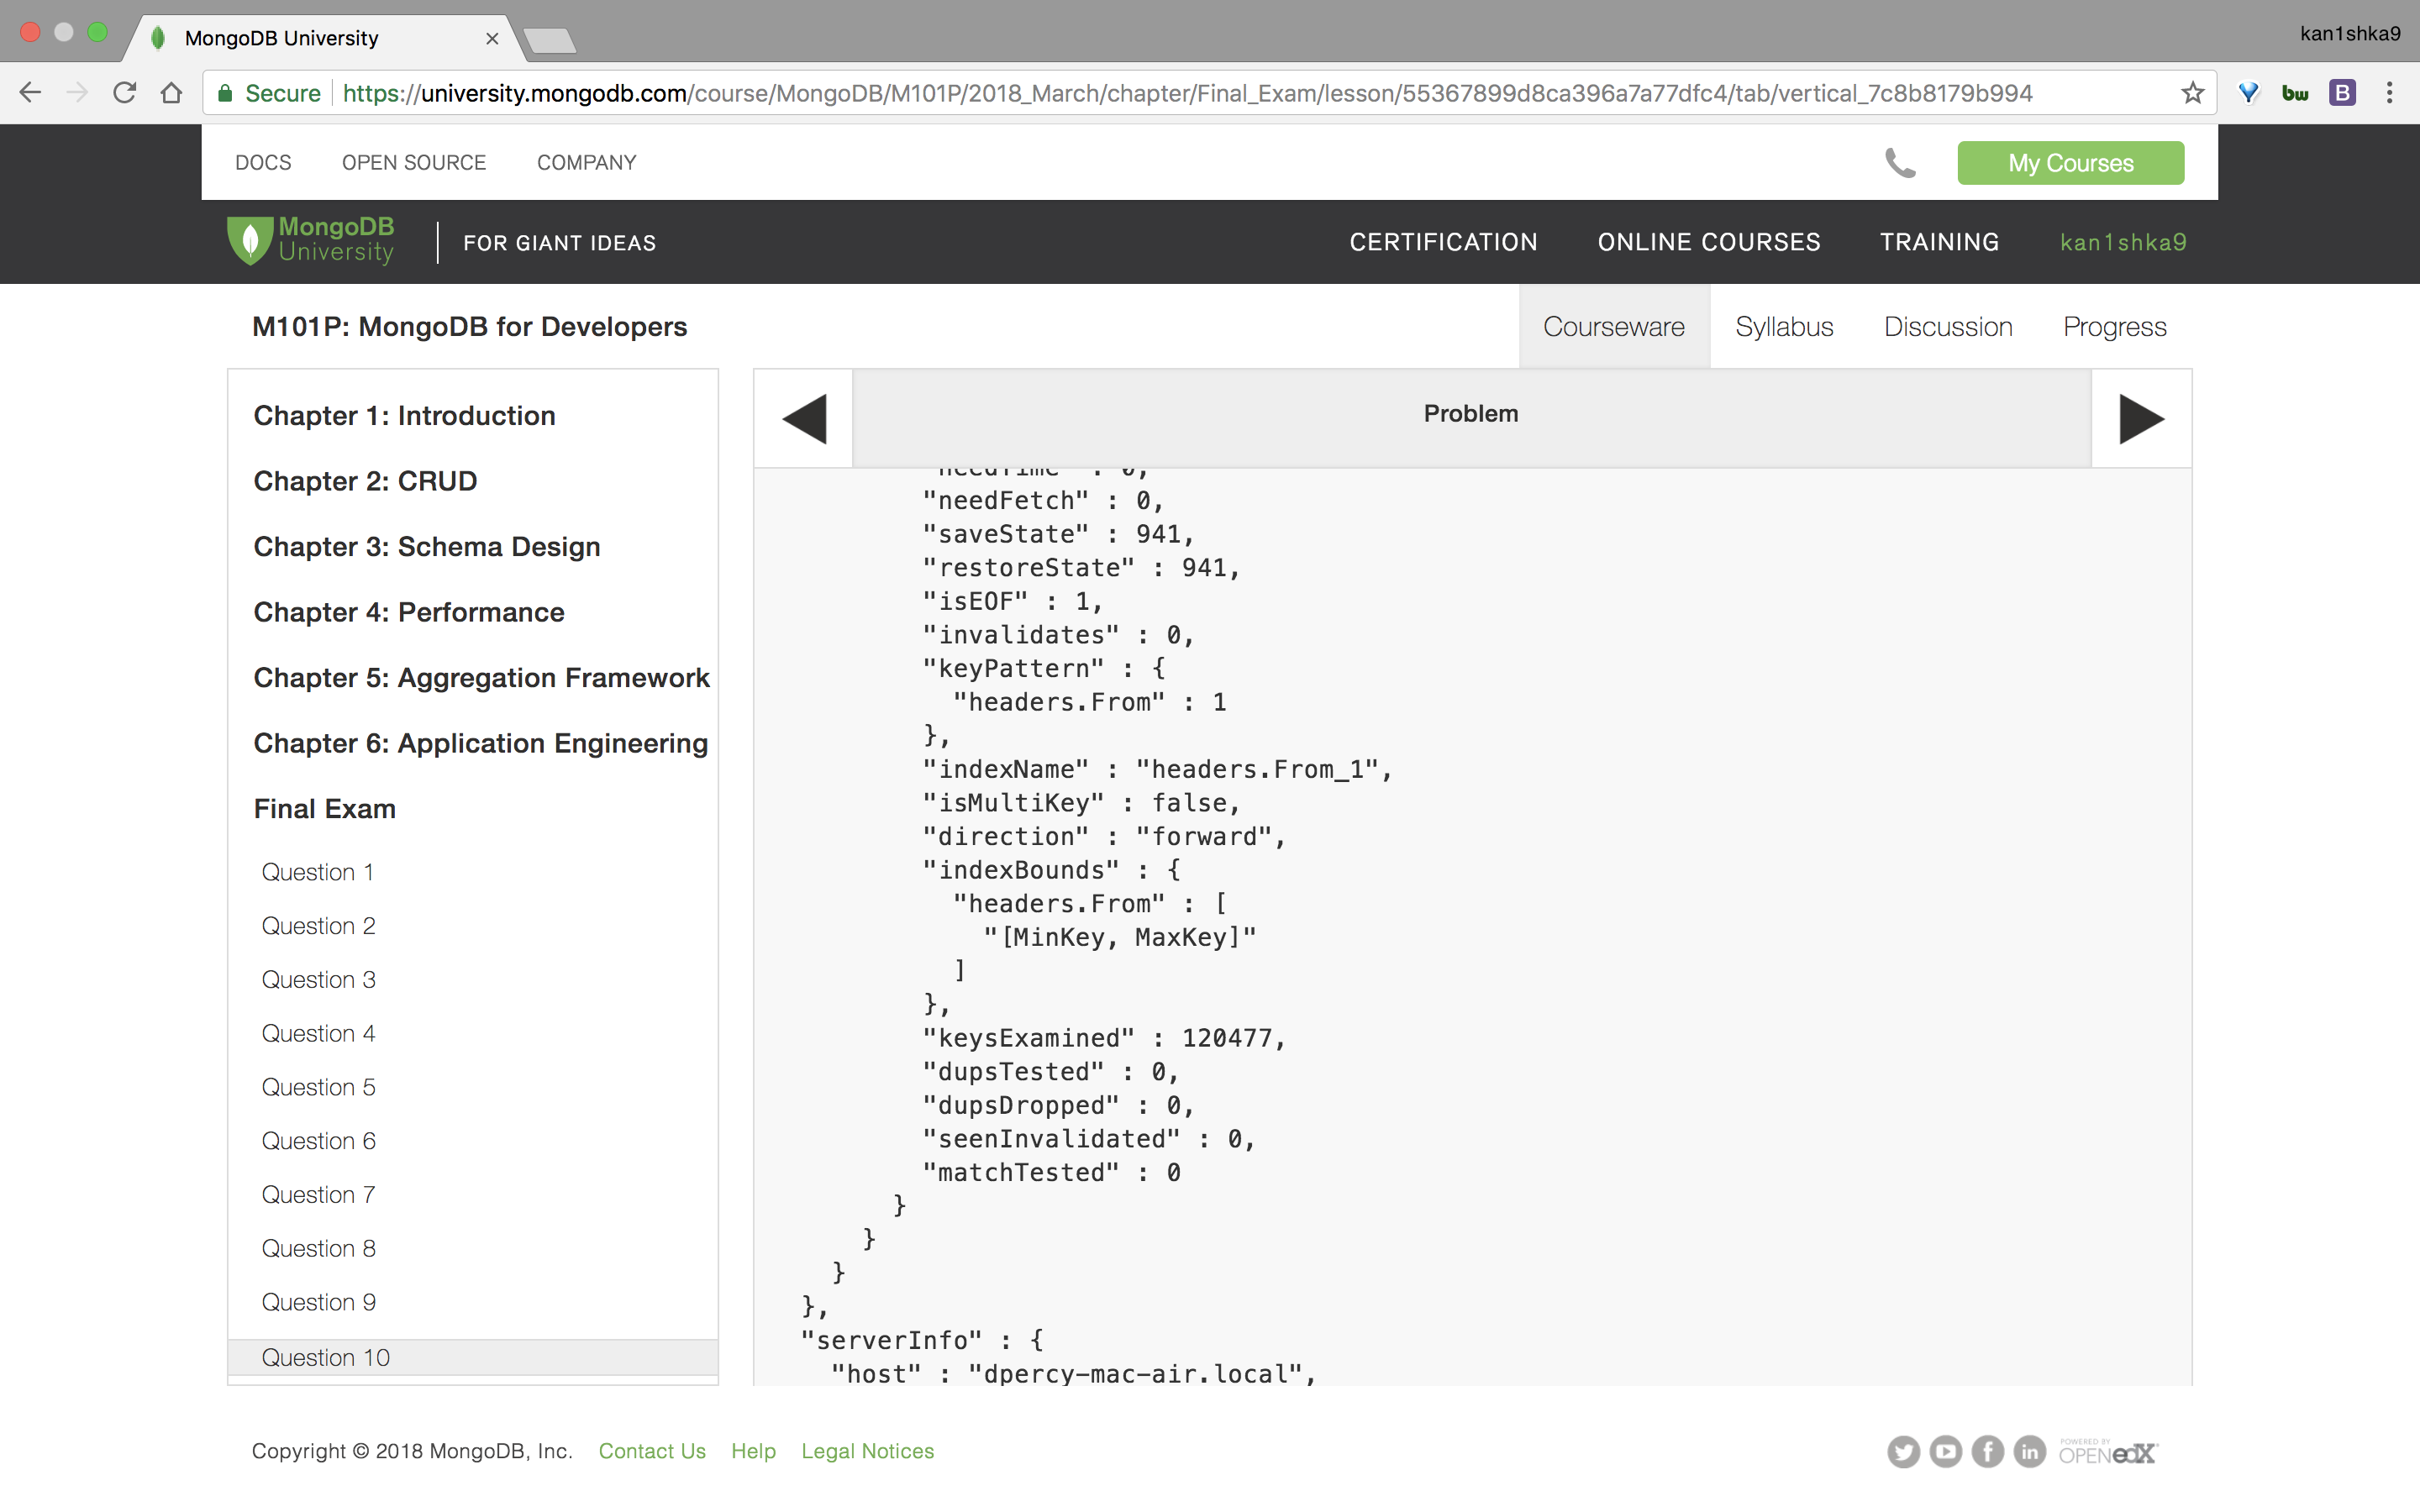 MongoDB University
kan1shka9
Secure https://university.mongodb.com/course/MongoDB/M101P/2018_March/chapter/Final_Exam/lesson/55367899d8ca396a7a77dfc4/tab/vertical_7c8b8179b994
bw
B
DOCS OPEN SOURCE COMPANY My Courses
MongoDB University FOR GIANT IDEAS CERTIFICATION ONLINE COURSES TRAINING kan1shka9
M101P: MongoDB for Developers Courseware Syllabus Discussion Progress
Chapter 1: Introduction
Chapter 2: CRUD
Chapter 3: Schema Design
Chapter 4: Performance
Chapter 5: Aggregation Framework
Chapter 6: Application Engineering
Final Exam
Question 1
Question 2
Question 3
Question 4
Question 5
Question 6
Question 7
Question 8
Question 9
Question 10
Problem
"needTime" : 0,
"needFetch" : 0,
"saveState" : 941,
"restoreState" : 941,
"isEOF" : 1,
"invalidates" : 0,
"keyPattern" : {
"headers.From" : 1
},
"indexName" : "headers.From_1",
"isMultiKey" : false,
"direction" : "forward",
"indexBounds" : {
"headers.From" : [
"[MinKey, MaxKey]"
]
},
"keysExamined" : 120477,
"dupsTested" : 0,
"dupsDropped" : 0,
"seenInvalidated" : 0,
"matchTested" : 0
}
}
}
},
"serverInfo" : {
"host" : "dpercy-mac-air.local",
Copyright © 2018 MongoDB, Inc. Contact Us Help Legal Notices
POWERED BY
OPEN edX